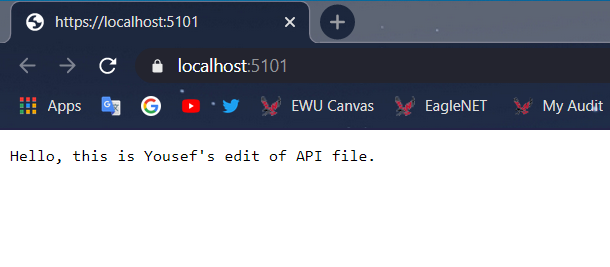 https://localhost:5101
localhost:5101
Apps EWU Canvas EagleNET My Audit
Hello, this is Yousef's edit of API file.